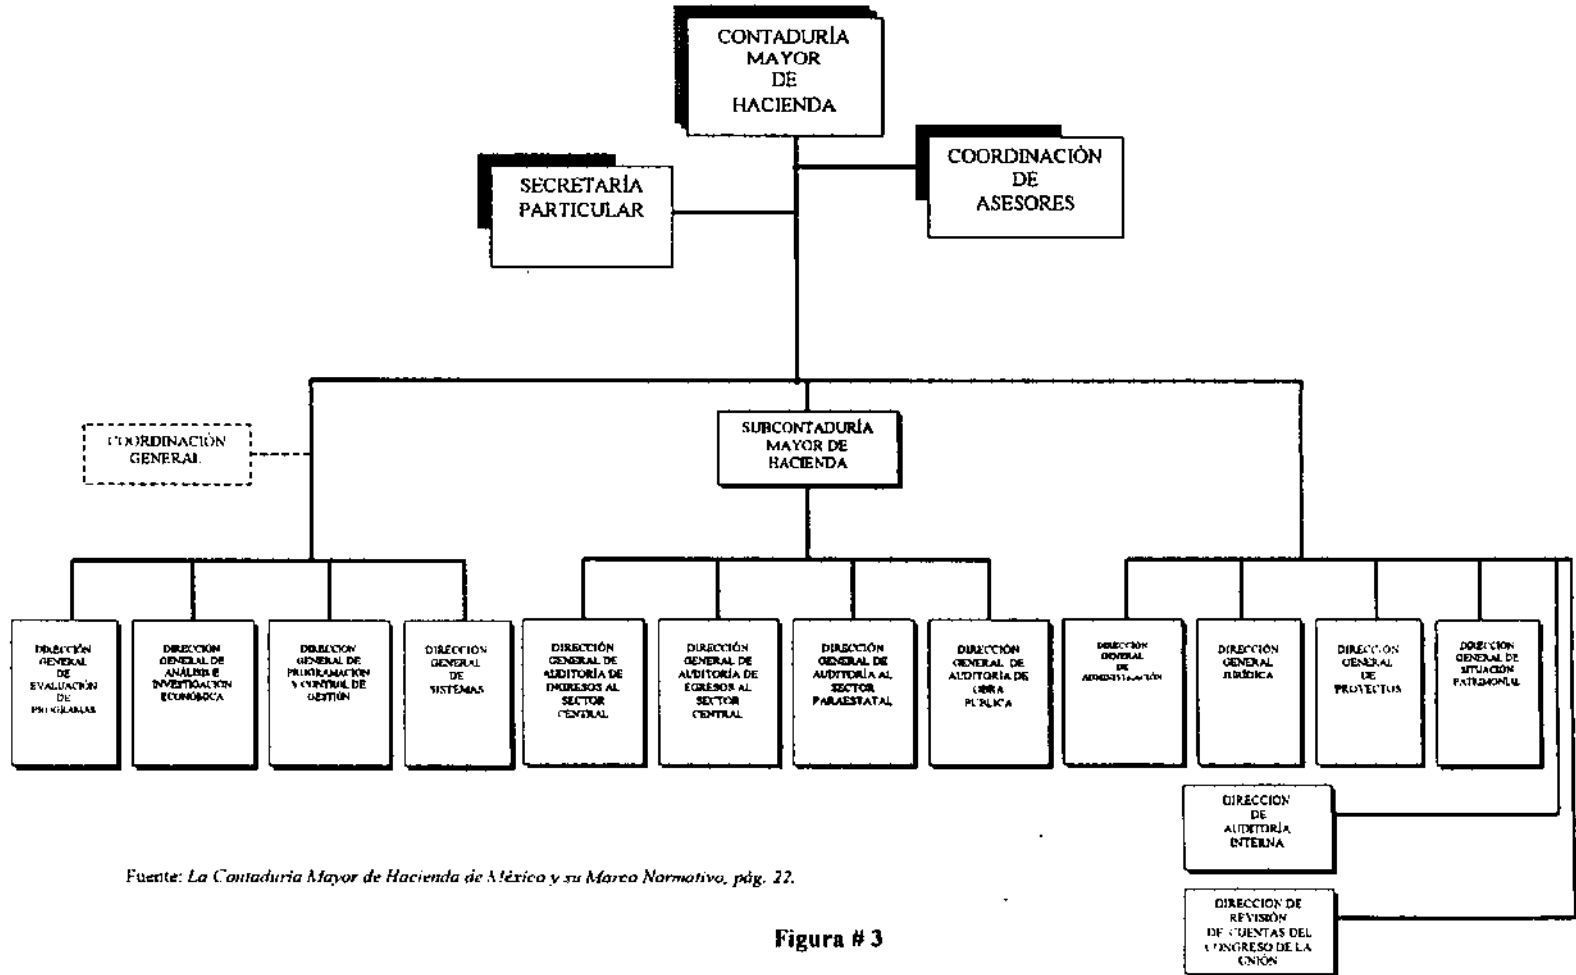 CONTADURÍA
MAYOR
DE
HACIENDA
COORDINACIÓN
DE
ASESORES
SECRETARÍA
PARTICULAR
COORDINACIÓN
GENERAL
SUBCONTADURÍA
MAYOR DE
HACIENDA
DIRECCIÓN
GENERAL
DE
EVALUACIÓN
DE
PROGRAMAS
DIRECCIÓN
GENERAL DE
ANÁLISIS E
INVESTIGACIÓN
ECONÓMICA
DIRECCION
GENERAL DE
PROGRAMACIÓN
Y CONTROL DE
GESTIÓN
DIRECCIÓN
GENERAL
DE
SISTEMAS
DIRECCIÓN
GENERAL DE
AUDITORÍA DE
INGRESOS AL
SECTOR
CENTRAL
DIRECCIÓN
GENERAL DE
AUDITORÍA DE
EGRESOS AL
SECTOR
CENTRAL
DIRECCIÓN
GENERAL DE
AUDITORÍA AL
SECTOR
PARAESTATAL
DIRECCIÓN
GENERAL DE
AUDITORÍA DE
OBRA
PÚBLICA
DIRECCIÓN
GENERAL
DE
ADMINISTRACIÓN
DIRECCIÓN
GENERAL
JURÍDICA
DIRECCIÓN
GENERAL
DE
PROYECTOS
DIRECCION
GENERAL DE
SITUACIÓN
PATRIMONIAL
DIRECCION
DE
AUDITORÍA
INTERNA
DIRECCION DE
REVISIÓN
DE CUENTAS DEL
CONGRESO DE LA
UNIÓN
Fuente: La Contaduría Mayor de Hacienda de México y su Marco Normativo, pág. 22.
Figura # 3